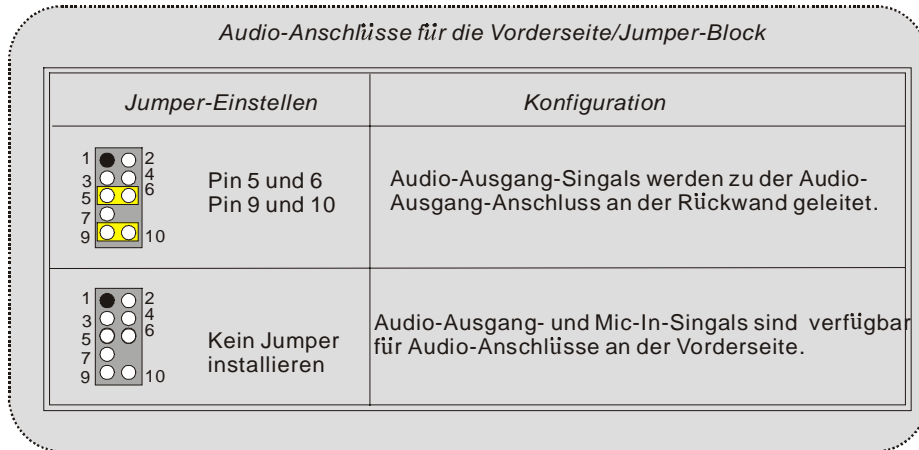 Audio-Anschlüsse für die Vorderseite/Jumper-Block
Jumper-Einstellen
Konfiguration
1 2
3 4
5 6
7
9 10
Pin 5 und 6
Pin 9 und 10
Audio-Ausgang-Singals werden zu der Audio-
Ausgang-Anschluss an der Rückwand geleitet.
1 2
3 4
5 6
7
9 10
Kein Jumper
installieren
Audio-Ausgang- und Mic-In-Singals sind verfügbar
für Audio-Anschlüsse an der Vorderseite.